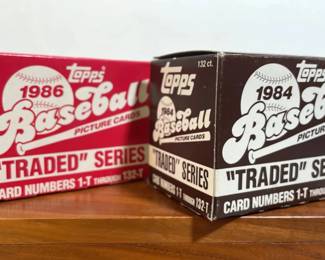 Topps
1986
Baseball
PICTURE CARDS
"TRADED" SERIES
CARD NUMBERS 1-T THROUGH 132-T
132 ct.
Topps
1984
Baseball
PICTURE CARDS
"TRADED" SERIES
CARD NUMBERS 1-T THROUGH 132-T
Topps
1984
Baseball
PICTURE CARDS
"TRADED" SE
CARD NUMBERS 1-T THROUGH